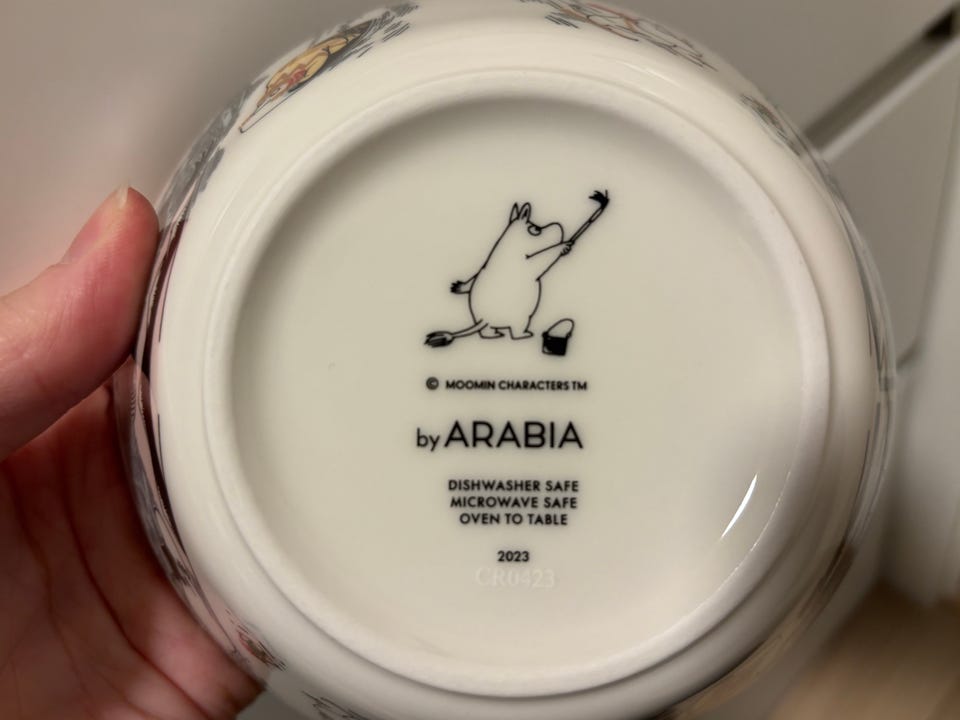 © MOOMIN CHARACTERS TM
by ARABIA
DISHWASHER SAFE
MICROWAVE SAFE
OVEN TO TABLE
2023
CR0423